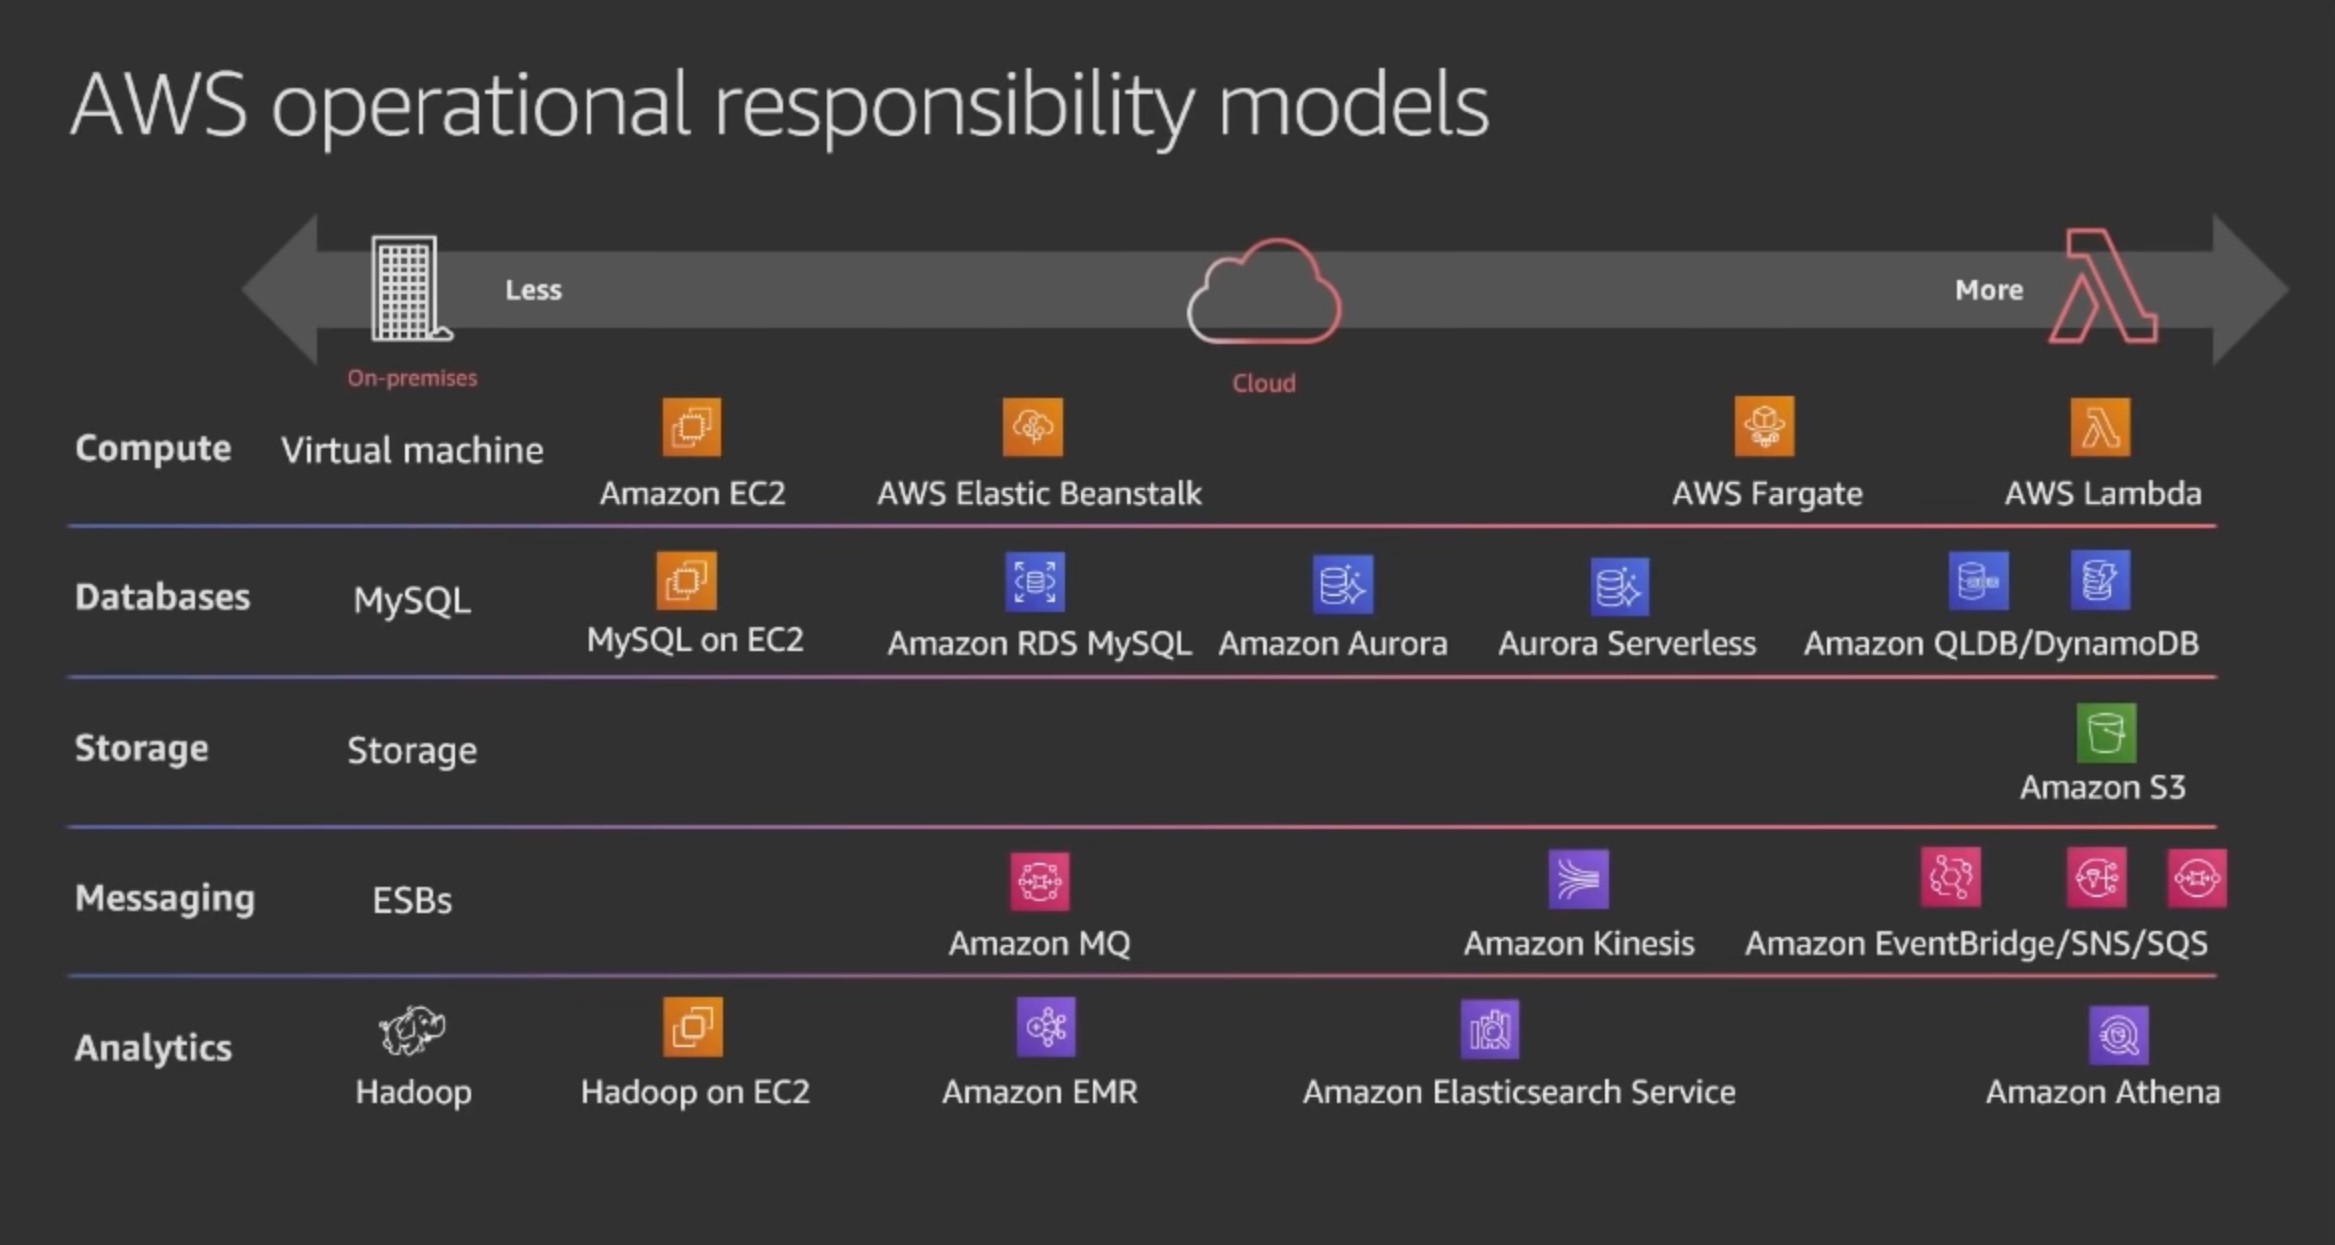 AWS operational responsibility models
Less
More
On-premises
Cloud
Compute
Virtual machine
Amazon EC2
AWS Elastic Beanstalk
AWS Fargate
AWS Lambda
Databases
MySQL
MySQL on EC2
Amazon RDS MySQL
Amazon Aurora
Aurora Serverless
Amazon QLDB/DynamoDB
Storage
Storage
Amazon S3
Messaging
ESBs
Amazon MQ
Amazon Kinesis
Amazon EventBridge/SNS/SQS
Analytics
Hadoop
Hadoop on EC2
Amazon EMR
Amazon Elasticsearch Service
Amazon Athena